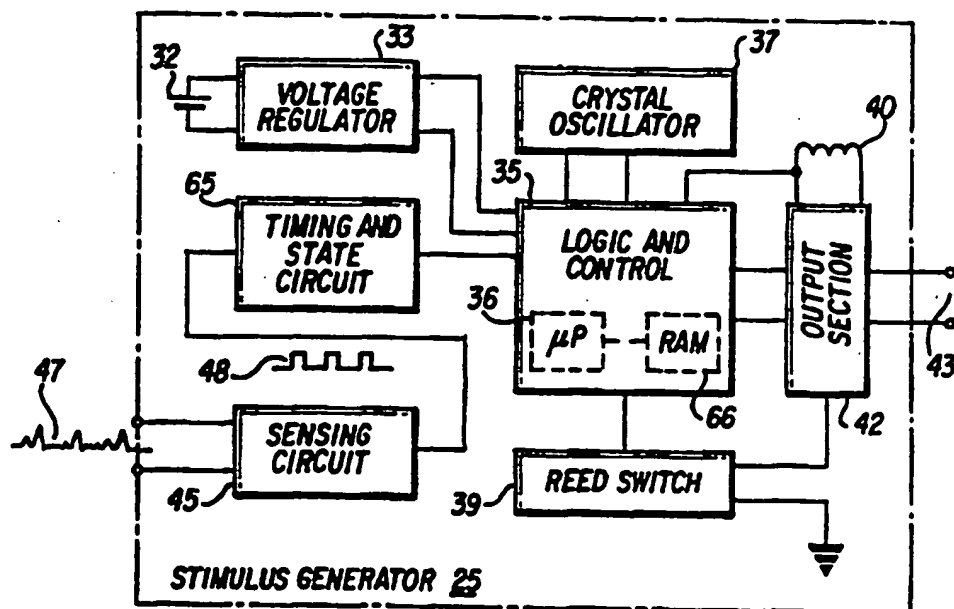 32
33
VOLTAGE
REGULATOR
37
CRYSTAL
OSCILLATOR
40
65
TIMING AND
STATE
CIRCUIT
35
LOGIC AND
CONTROL
36
μP
RAM
66
OUTPUT
SECTION
43
42
47
48
SENSING
CIRCUIT
45
REED SWITCH
39
STIMULUS GENERATOR 25